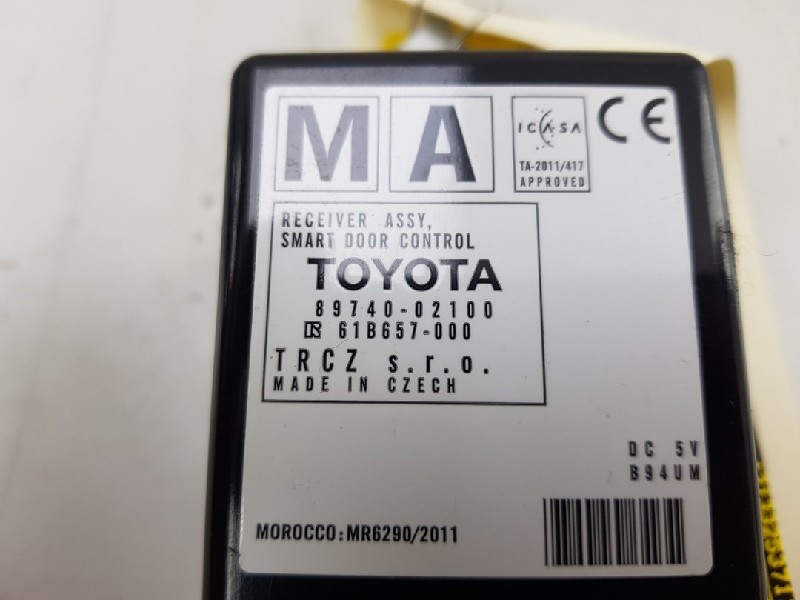 M A
ICASA
TA-2011/417
APPROVED
CE
RECEIVER ASSY,
SMART DOOR CONTROL
TOYOTA
89740-02100
R 61B657-000
TRCZ s.r.o.
MADE IN CZECH
DC 5V
B94UM
MOROCCO:MR6290/2011